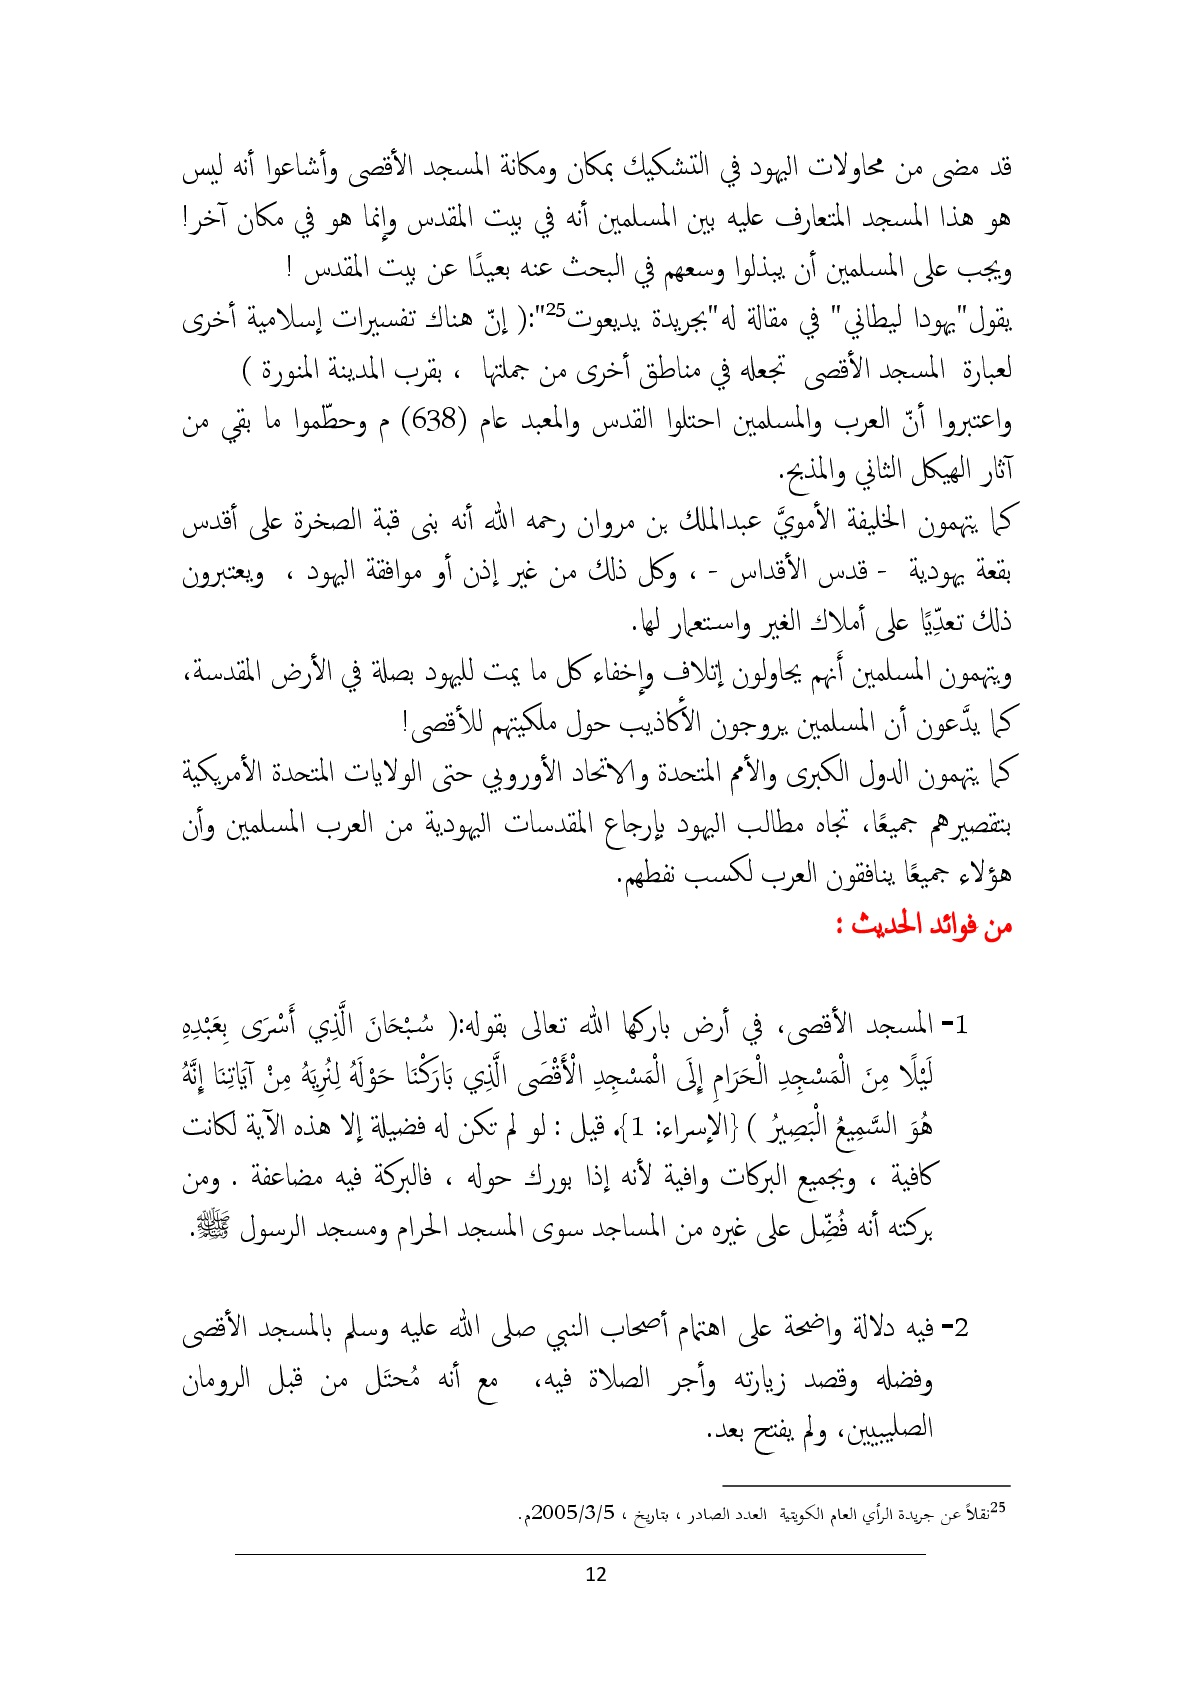 قد مضى من محاولات اليهود في التشكيك بمكان ومكانة المسجد الأقصى وأشاعوا أنه ليس
هو هذا المسجد المتعارف عليه بين المسلمين أنه في بيت المقدس وإنما هو في مكان آخر!
ويجب على المسلمين أن يبذلوا وسعهم في البحث عنه بعيدًا عن بيت المقدس !
يقول"يهودا ليطاني" في مقالة له"بجريدة يديعوت25":( إنّ هناك تفسيرات إسلامية أخرى
لعبارة المسجد الأقصى تجعله في مناطق أخرى من جملتها ، بقرب المدينة المنورة )
واعتبروا أنّ العرب والمسلمين احتلوا القدس والمعبد عام (638) م وحطّموا ما بقي من
آثار الهيكل الثاني والمذبح.
كما يتهمون الخليفة الأمويَّ عبدالملك بن مروان رحمه الله أنه بنى قبة الصخرة على أقدس
بقعة يهودية - قدس الأقداس - ، وكل ذلك من غير إذن أو موافقة اليهود ، ويعتبرون
ذلك تعدِّيًا على أملاك الغير واستعمار لها.
ويتهمون المسلمين أَنهم يحاولون إتلاف وإخفاء كل ما يمت لليهود بصلة في الأرض المقدسة،
كما يدَّعون أن المسلمين يروجون الأكاذيب حول ملكيتهم للأقصى!
كما يتهمون الدول الكبرى والأمم المتحدة والاتحاد الأوروبي حتى الولايات المتحدة الأمريكية
بتقصيرهم جميعًا، تجاه مطالب اليهود بإرجاع المقدسات اليهودية من العرب المسلمين وأن
هؤلاء جميعًا ينافقون العرب لكسب نفطهم.
من فوائد الحديث :
1- المسجد الأقصى، في أرض باركها الله تعالى بقوله:( سُبْحَانَ الَّذِي أَسْرَى بِعَبْدِهِ
لَيْلًا مِنَ الْمَسْجِدِ الْحَرَامِ إِلَى الْمَسْجِدِ الْأَقْصَى الَّذِي بَارَكْنَا حَوْلَهُ لِنُرِيَهُ مِنْ آيَاتِنَا إِنَّهُ
هُوَ السَّمِيعُ الْبَصِيرُ ) {الإسراء: 1}. قيل : لو لم تكن له فضيلة إلا هذه الآية لكانت
كافية ، وبجميع البركات وافية لأنه إذا بورك حوله ، فالبركة فيه مضاعفة . ومن
بركته أنه فُضِّل على غيره من المساجد سوى المسجد الحرام ومسجد الرسول ﷺ.
2- فيه دلالة واضحة على اهتمام أصحاب النبي صلى الله عليه وسلم بالمسجد الأقصى
وفضله وقصد زيارته وأجر الصلاة فيه، مع أنه مُحتَل من قبل الرومان
الصليبيين، ولم يفتح بعد.
25نقلاً عن جريدة الرأي العام الكويتية العدد الصادر ، بتاريخ ، 2005/3/5م.
12